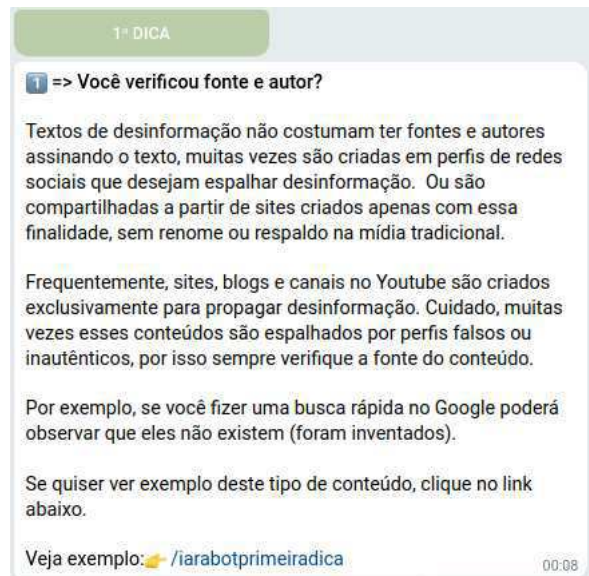 1ª DICA
1️⃣ => Você verificou fonte e autor?
Textos de desinformação não costumam ter fontes e autores
assinando o texto, muitas vezes são criadas em perfis de redes
sociais que desejam espalhar desinformação.  Ou são
compartilhadas a partir de sites criados apenas com essa
finalidade, sem renome ou respaldo na mídia tradicional.
Frequentemente, sites, blogs e canais no Youtube são criados
exclusivamente para propagar desinformação. Cuidado, muitas
vezes esses conteúdos são espalhados por perfis falsos ou
inautênticos, por isso sempre verifique a fonte do conteúdo.
Por exemplo, se você fizer uma busca rápida no Google poderá
observar que eles não existem (foram inventados).
Se quiser ver exemplo deste tipo de conteúdo, clique no link
abaixo.
Veja exemplo:👉 /iarabotprimeiradica
00:08